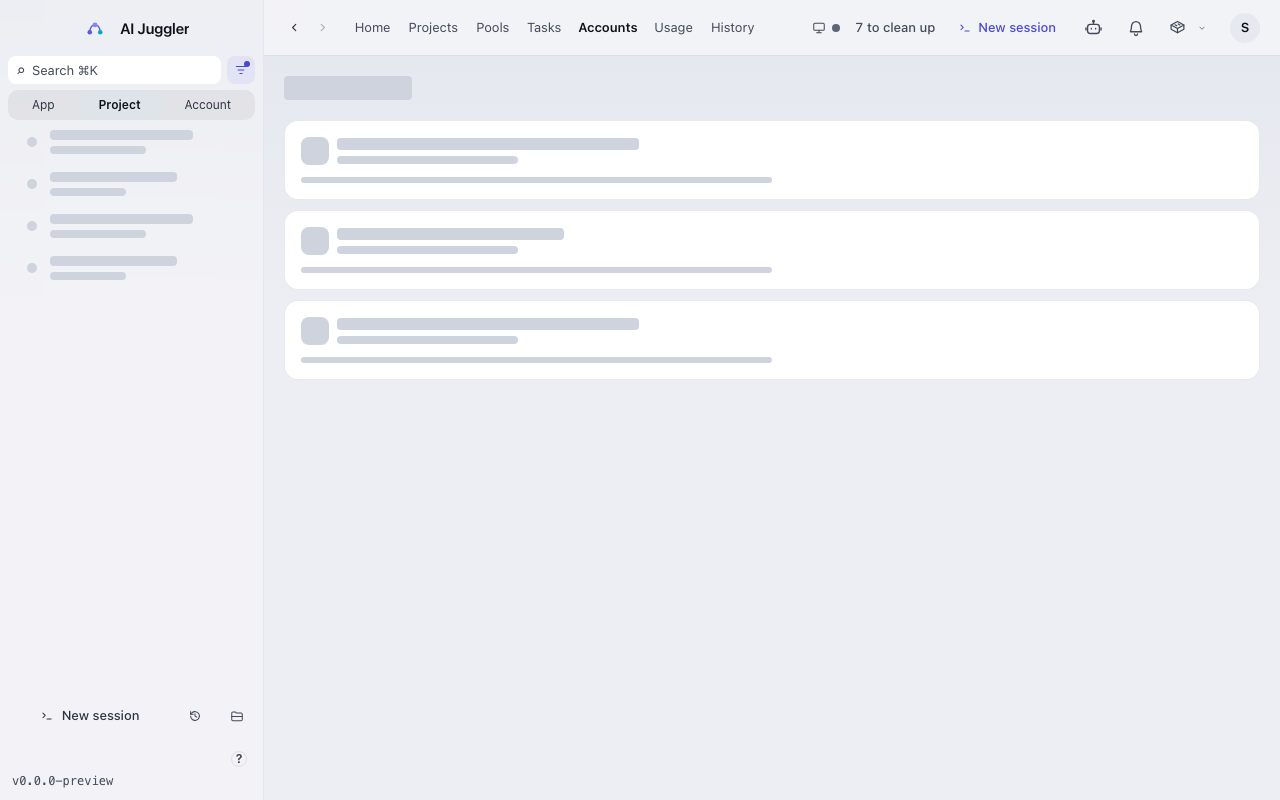 AI Juggler
Search ⌘K
App Project Account
Home Projects Pools Tasks Accounts Usage History
7 to clean up
New session
S
New session
?
v0.0.0-preview